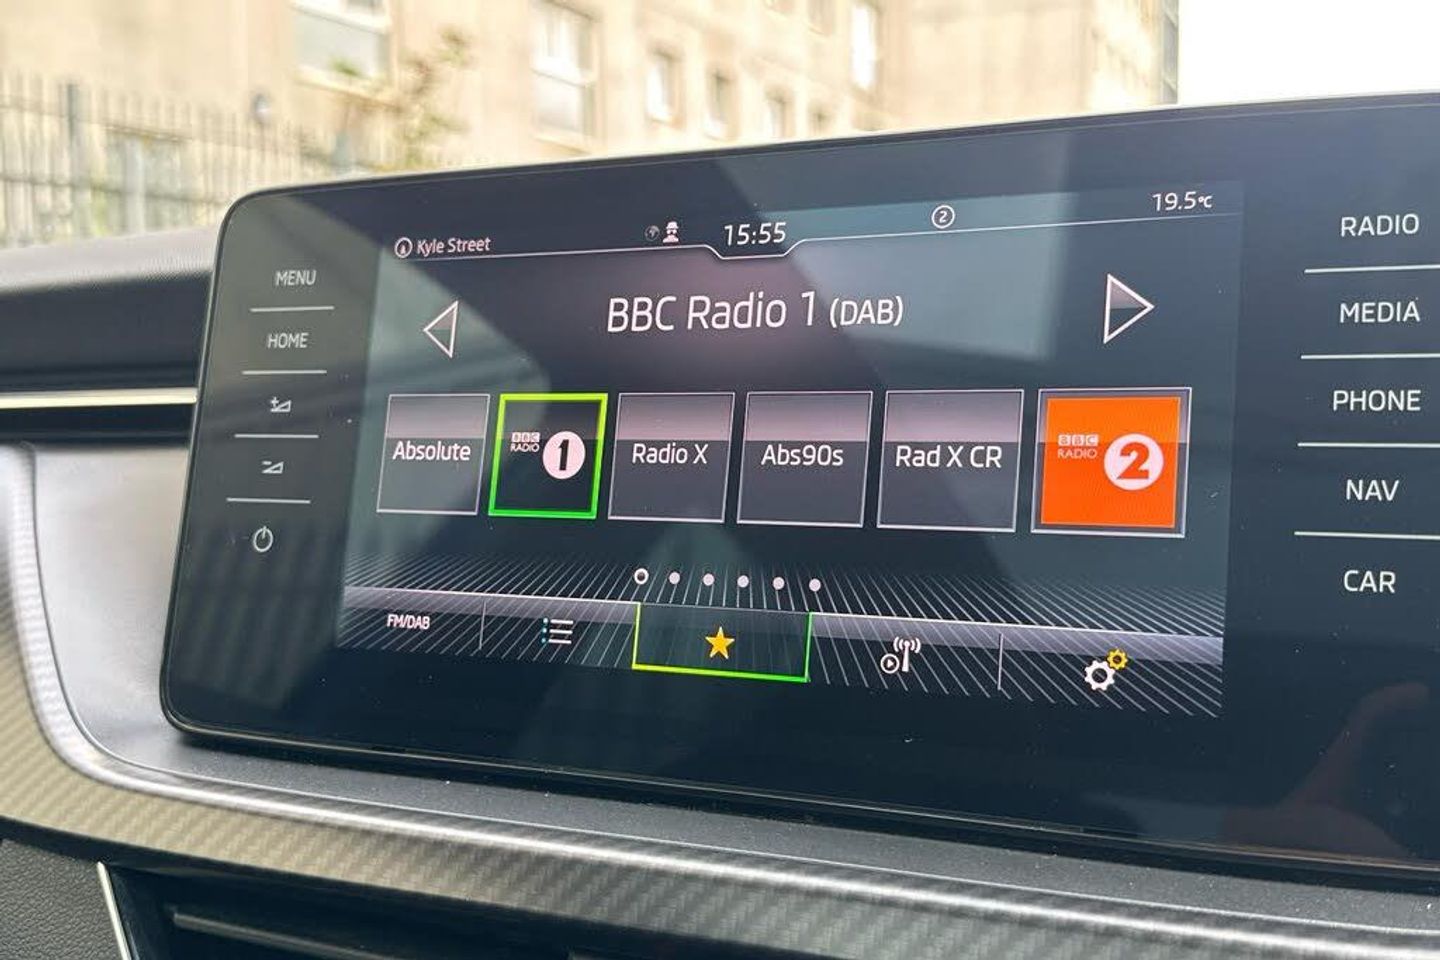 Kyle Street
15:55
2
19.5°C
MENU
HOME
BBC Radio 1 (DAB)
Absolute
BBC
RADIO
1
Radio X
Abs90s
Rad X CR
BBC
RADIO
2
FM/DAB
RADIO
MEDIA
PHONE
NAV
CAR